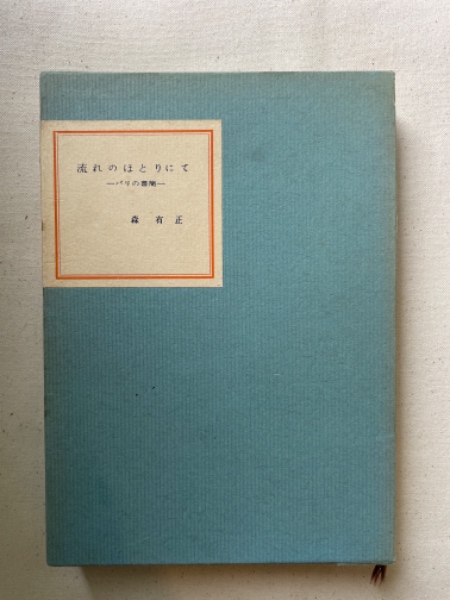 流れのほとりにて
—パリの書簡—
森有正